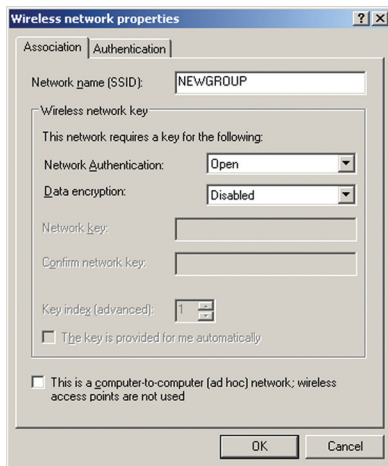 Wireless network properties
Association
Authentication
Network name (SSID):
NEWGROUP
Wireless network key
This network requires a key for the following:
Network Authentication:
Open
Data encryption:
Disabled
Network key:
Confirm network key:
Key index (advanced):
1
The key is provided for me automatically
This is a computer-to-computer (ad hoc) network; wireless
access points are not used
OK
Cancel